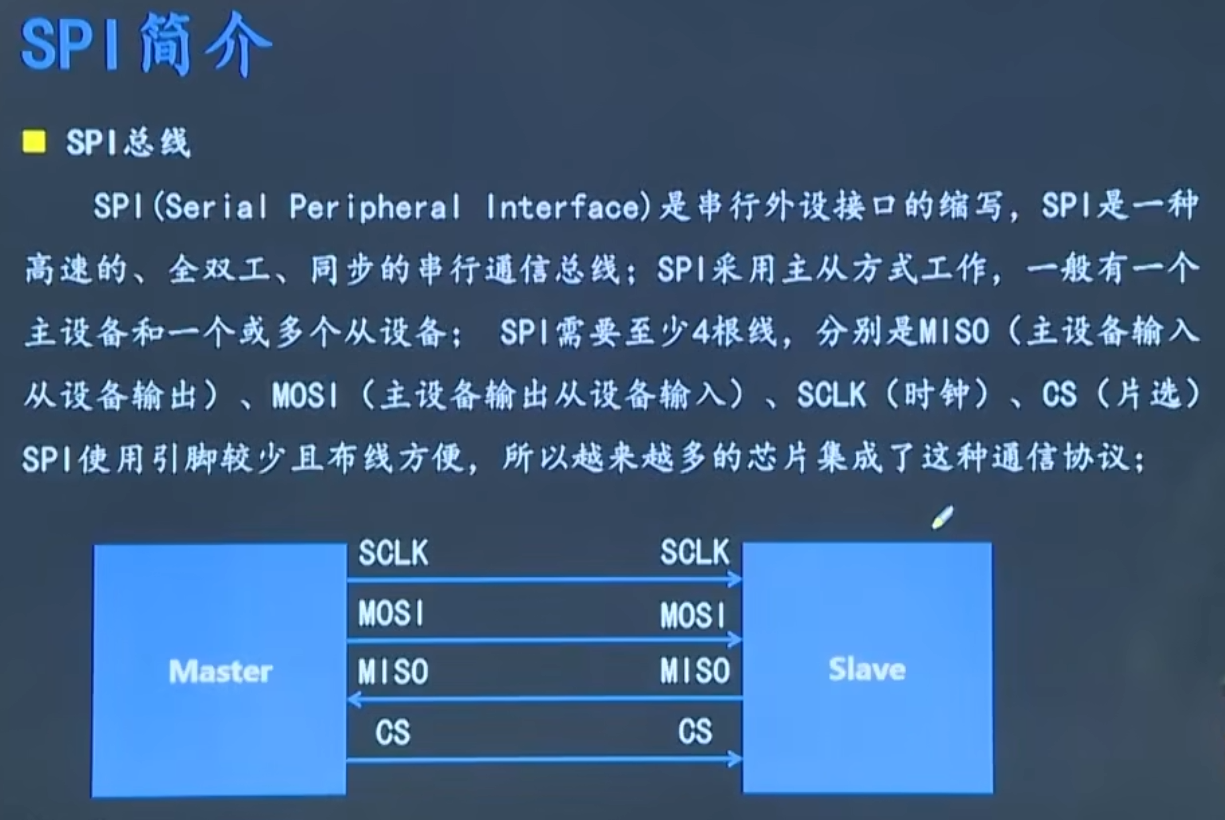 SPI简介
SPI总线
SPI(Serial Peripheral Interface)是串行外设接口的缩写，SPI是一种
高速的、全双工、同步的串行通信总线；SPI采用主从方式工作，一般有一个
主设备和一个或多个从设备； SPI需要至少4根线，分别是MISO（主设备输入
从设备输出）、MOSI（主设备输出从设备输入）、SCLK（时钟）、CS（片选）
SPI使用引脚较少且布线方便，所以越来越多的芯片集成了这种通信协议；
SCLK SCLK
MOSI MOSI
Master MISO MISO Slave
CS CS